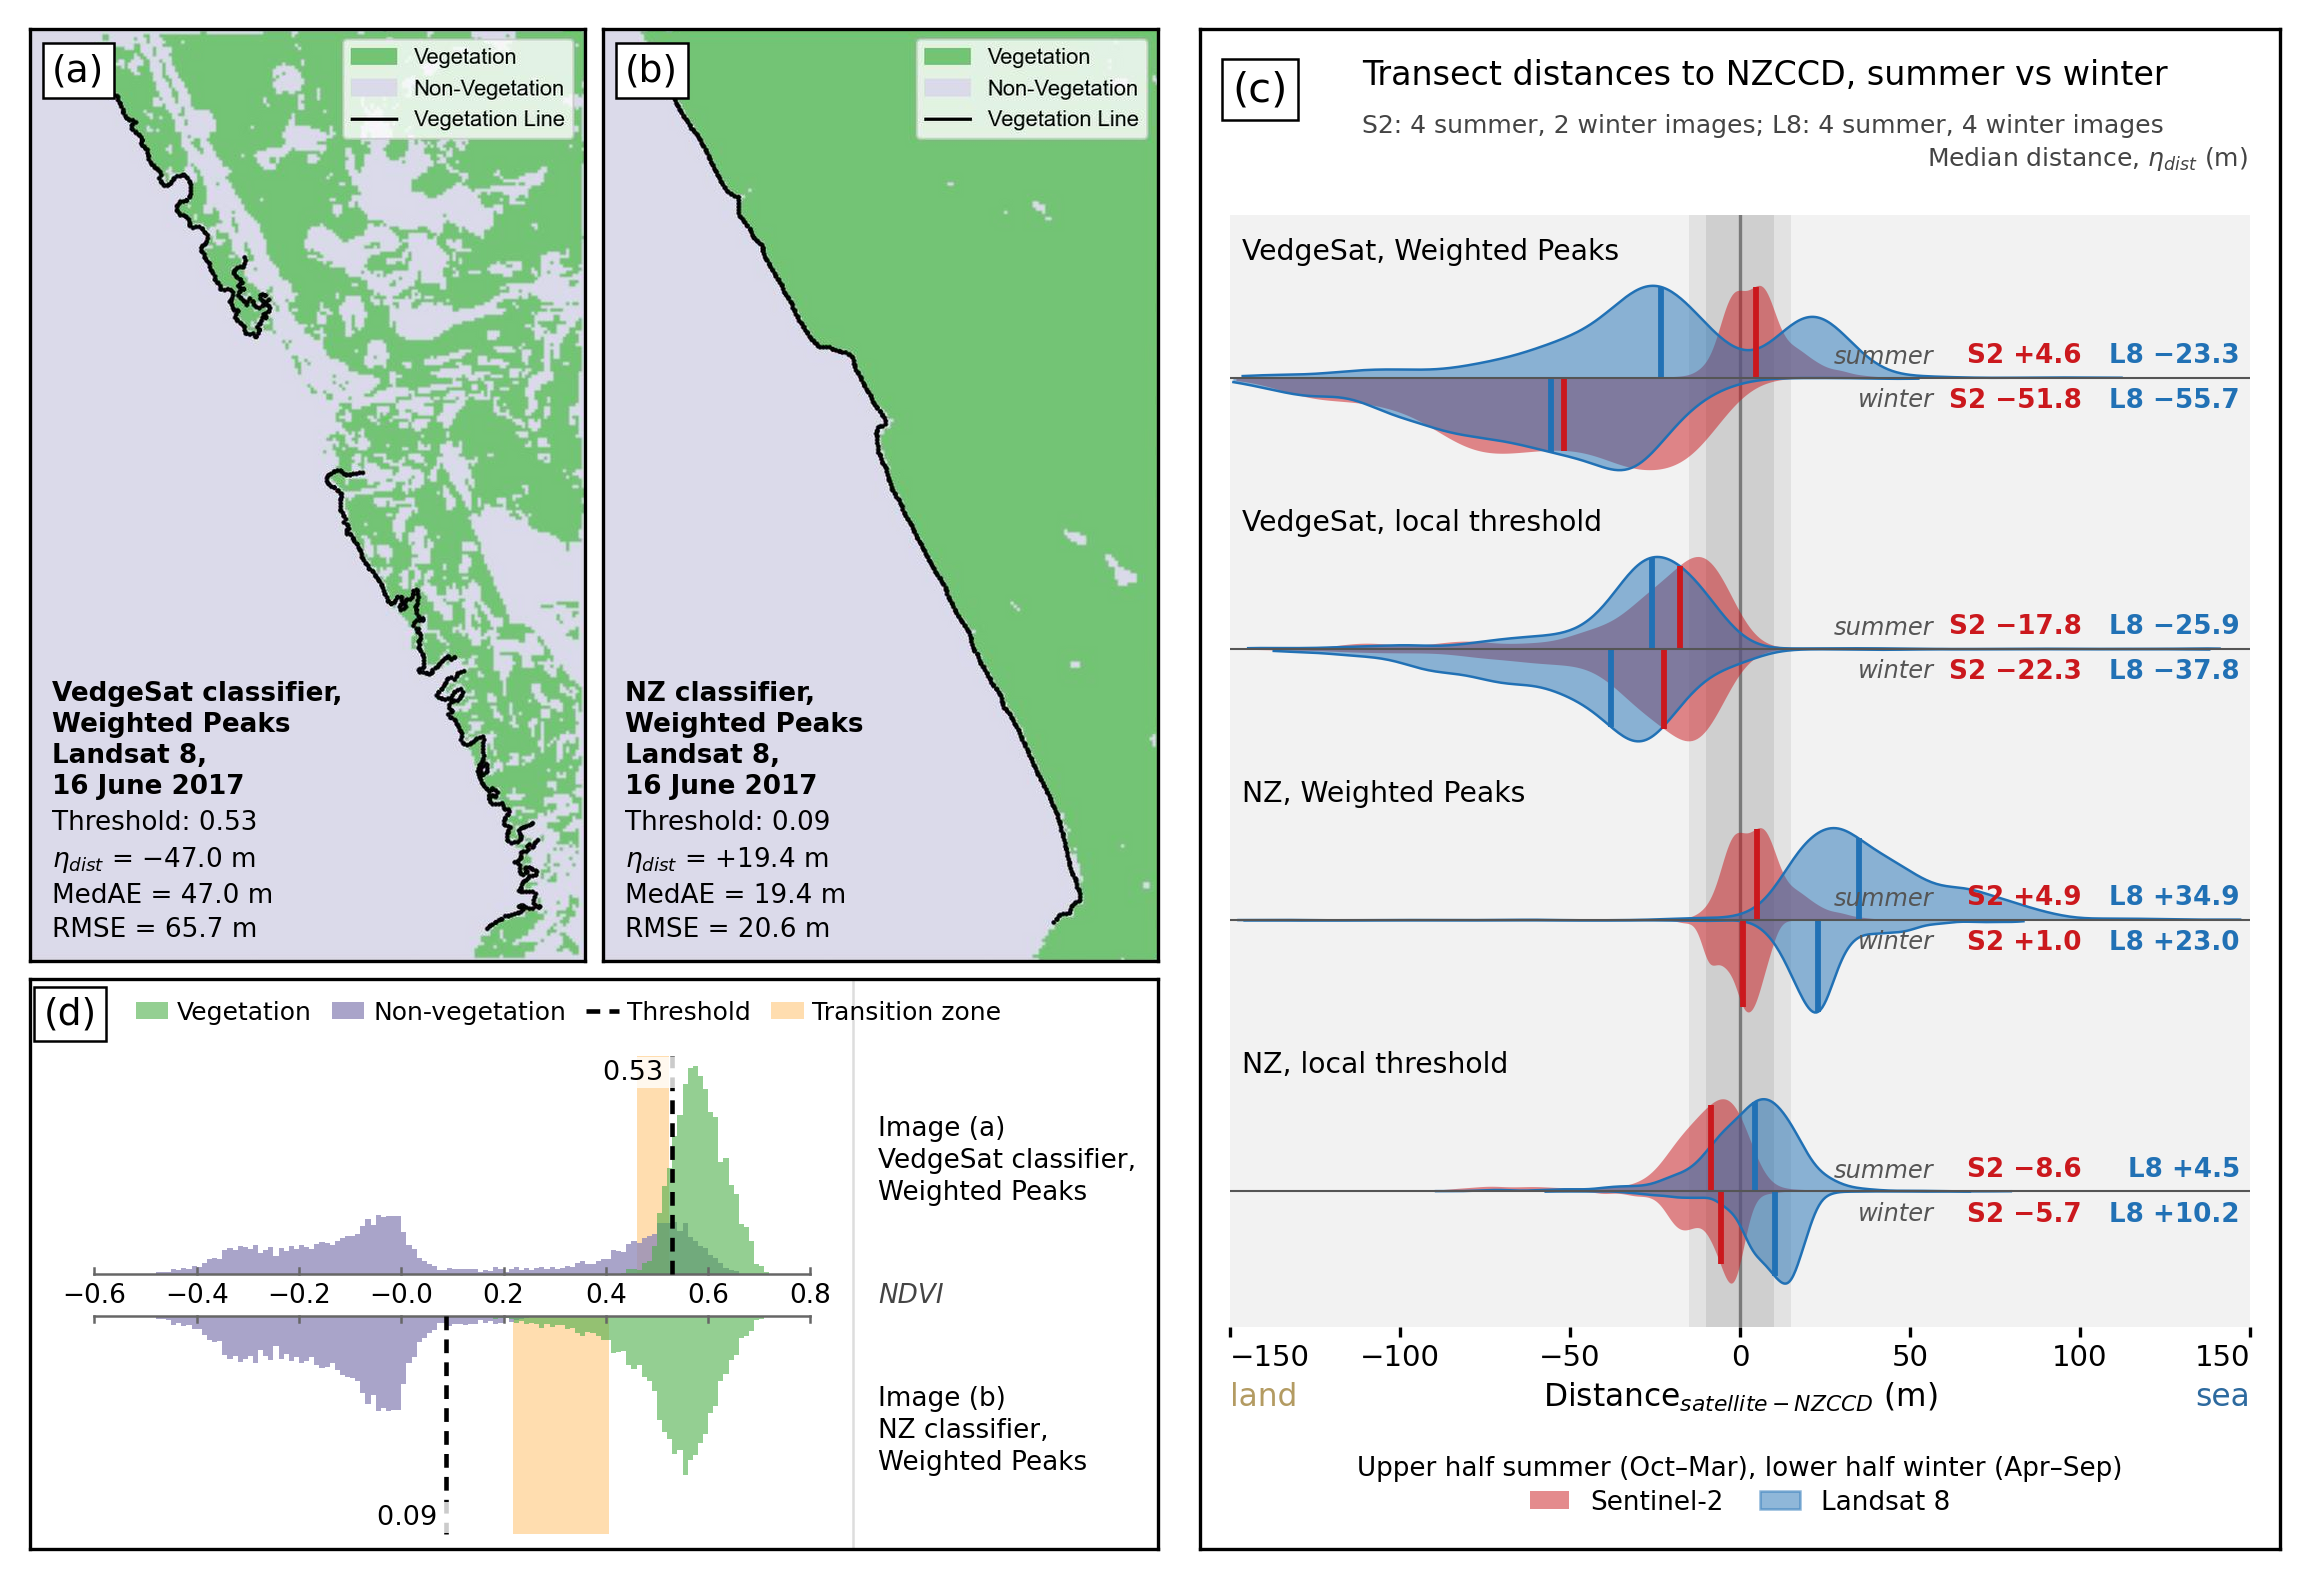 (a)
Vegetation
Non-Vegetation
Vegetation Line
VedgeSat classifier,
Weighted Peaks
Landsat 8,
16 June 2017
Threshold: 0.53
η_dist = −47.0 m
MedAE = 47.0 m
RMSE = 65.7 m
(b)
Vegetation
Non-Vegetation
Vegetation Line
NZ classifier,
Weighted Peaks
Landsat 8,
16 June 2017
Threshold: 0.09
η_dist = +19.4 m
MedAE = 19.4 m
RMSE = 20.6 m
(c)
Transect distances to NZCCD, summer vs winter
S2: 4 summer, 2 winter images; L8: 4 summer, 4 winter images
Median distance, η_dist (m)
VedgeSat, Weighted Peaks
summer S2 +4.6 L8 −23.3
winter S2 −51.8 L8 −55.7
VedgeSat, local threshold
summer S2 −17.8 L8 −25.9
winter S2 −22.3 L8 −37.8
NZ, Weighted Peaks
summer S2 +4.9 L8 +34.9
winter S2 +1.0 L8 +23.0
NZ, local threshold
summer S2 −8.6 L8 +4.5
winter S2 −5.7 L8 +10.2
−150 −100 −50 0 50 100 150
land Distance_satellite−NZCCD (m) sea
Upper half summer (Oct–Mar), lower half winter (Apr–Sep)
Sentinel-2 Landsat 8
(d)
Vegetation Non-vegetation Threshold Transition zone
0.53
Image (a)
VedgeSat classifier,
Weighted Peaks
−0.6 −0.4 −0.2 −0.0 0.2 0.4 0.6 0.8 NDVI
Image (b)
NZ classifier,
Weighted Peaks
0.09